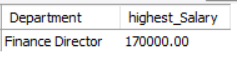 Department highest_Salary
Finance Director 170000.00